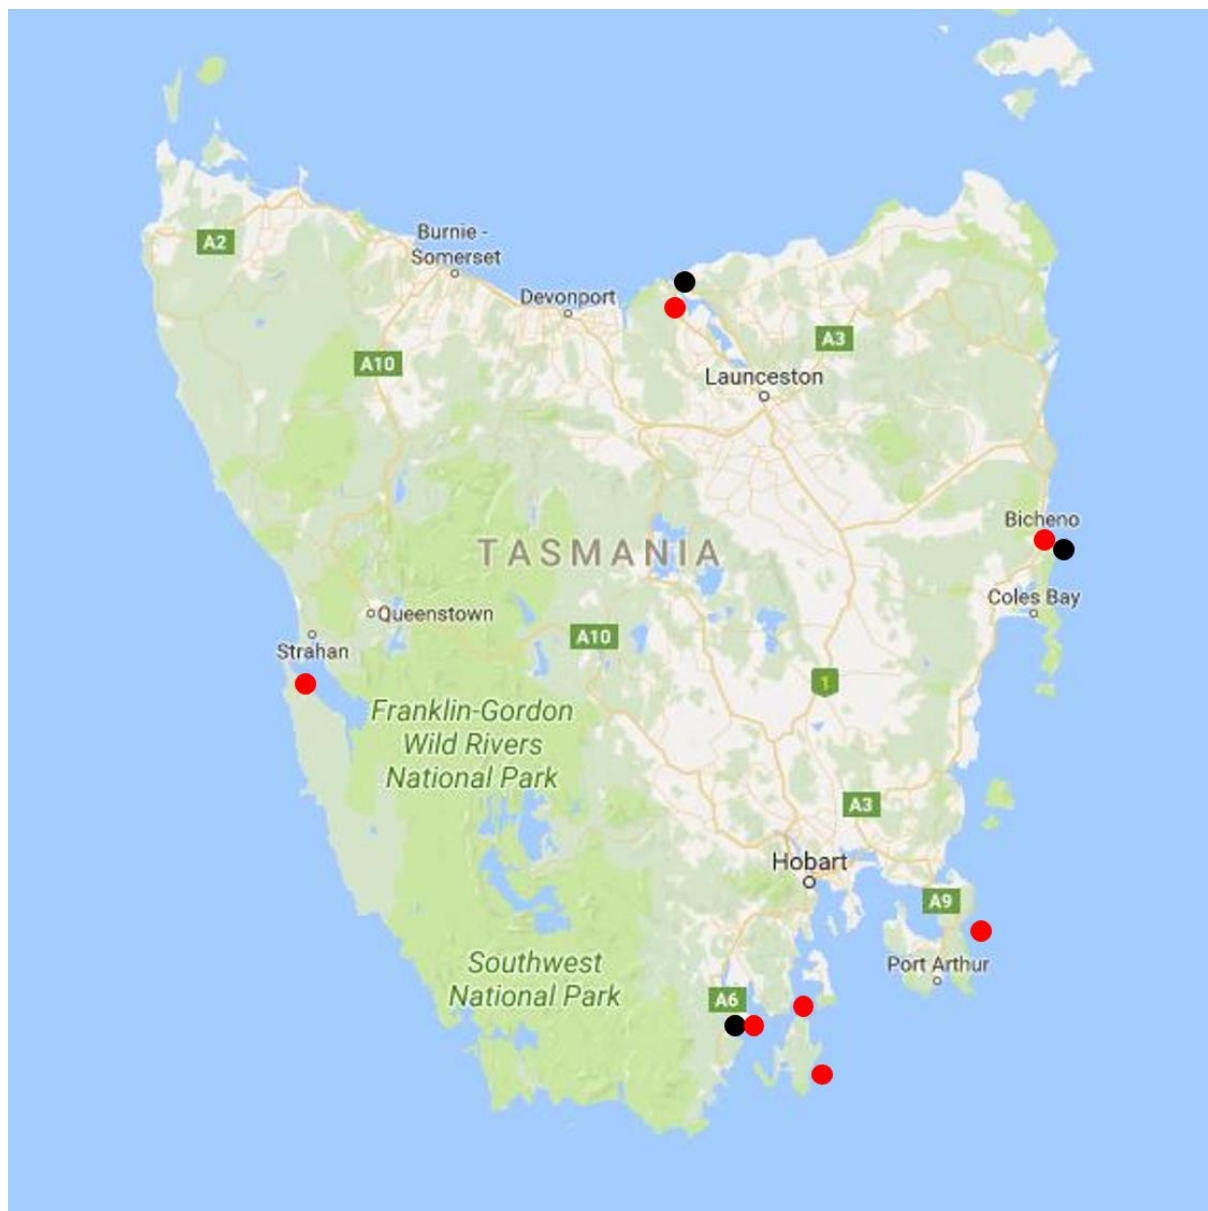 A2
Burnie -
Somerset
Devonport
A10
A3
Launceston
Bicheno
TASMANIA
Coles Bay
Queenstown
A10
Strahan
1
Franklin-Gordon
Wild Rivers
National Park
A3
Hobart
A9
Southwest
National Park
Port Arthur
A6